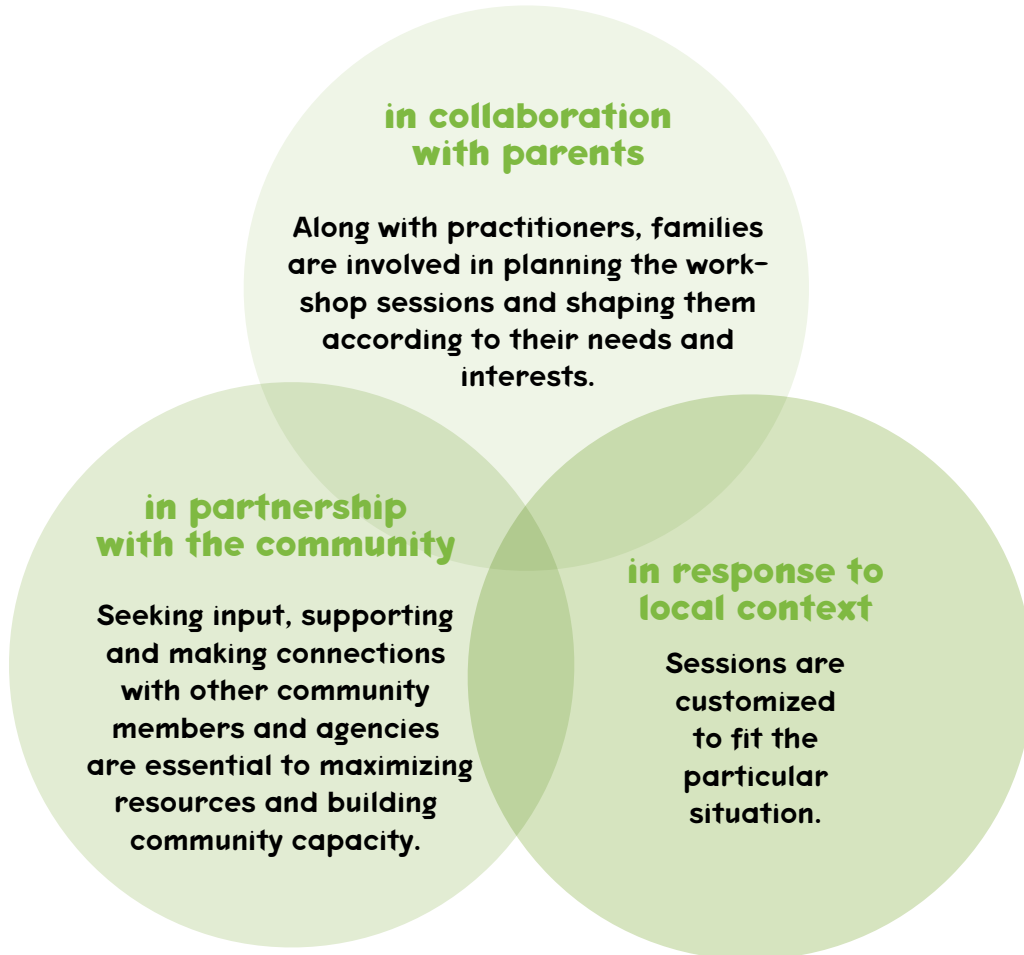 in collaboration
with parents
Along with practitioners, families
are involved in planning the work-
shop sessions and shaping them
according to their needs and
interests.
in partnership
with the community
Seeking input, supporting
and making connections
with other community
members and agencies
are essential to maximizing
resources and building
community capacity.
in response to
local context
Sessions are
customized
to fit the
particular
situation.